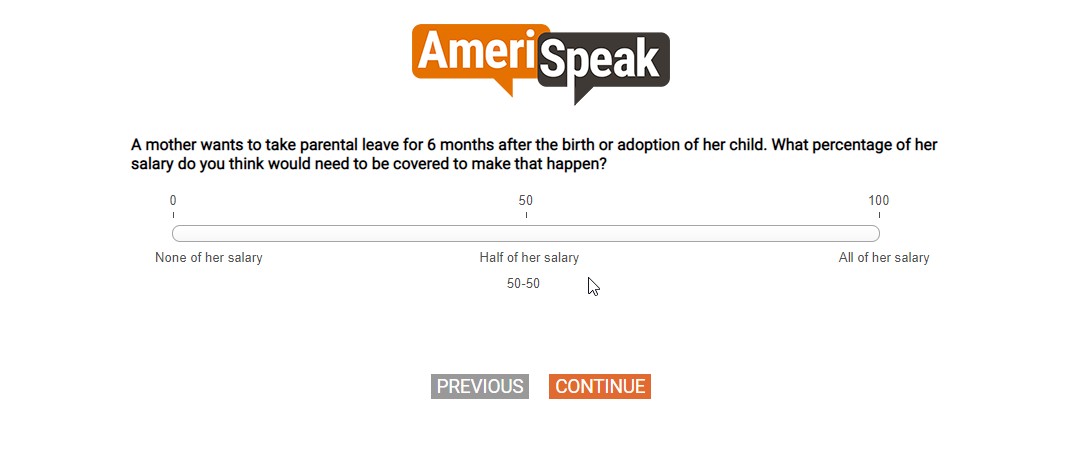 AmeriSpeak
A mother wants to take parental leave for 6 months after the birth or adoption of her child. What percentage of her
salary do you think would need to be covered to make that happen?
0 50 100
None of her salary Half of her salary All of her salary
50-50
PREVIOUS CONTINUE